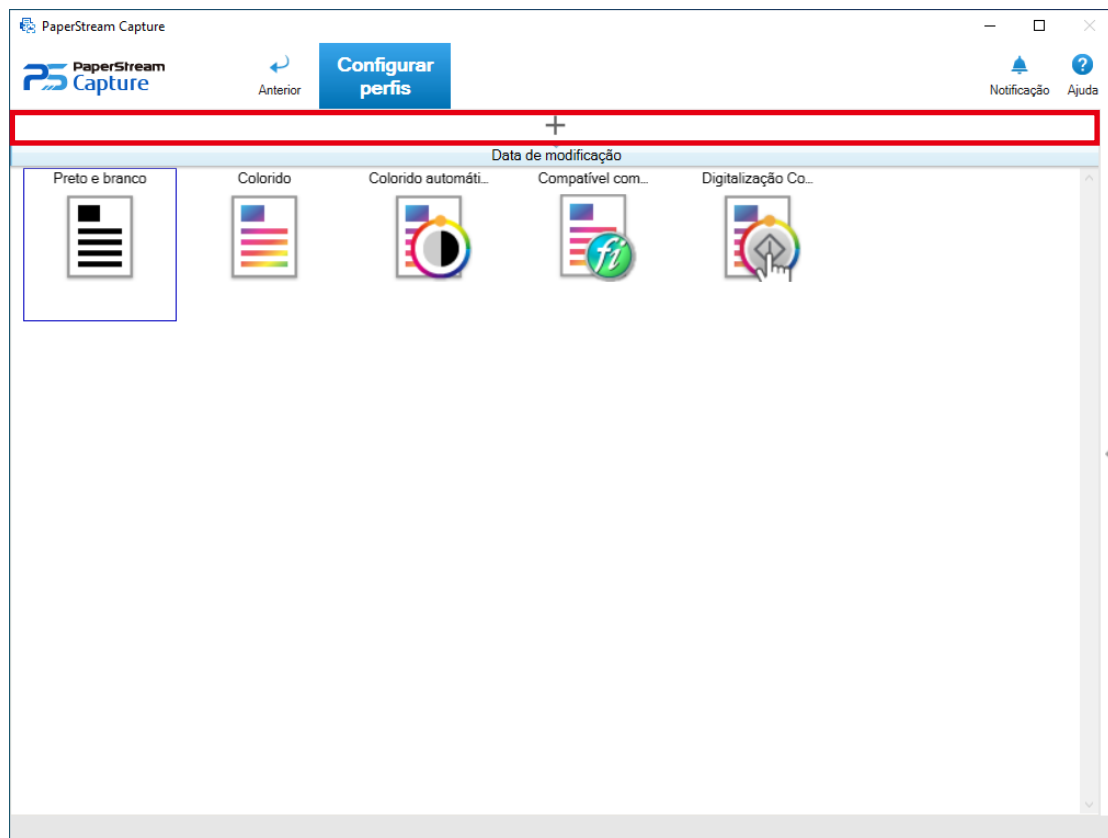 PaperStream Capture
PaperStream
Capture
Anterior
Configurar
perfis
Notificação
Ajuda
+
Data de modificação
Preto e branco
Colorido
Colorido automáti...
Compatível com...
Digitalização Co...
fi